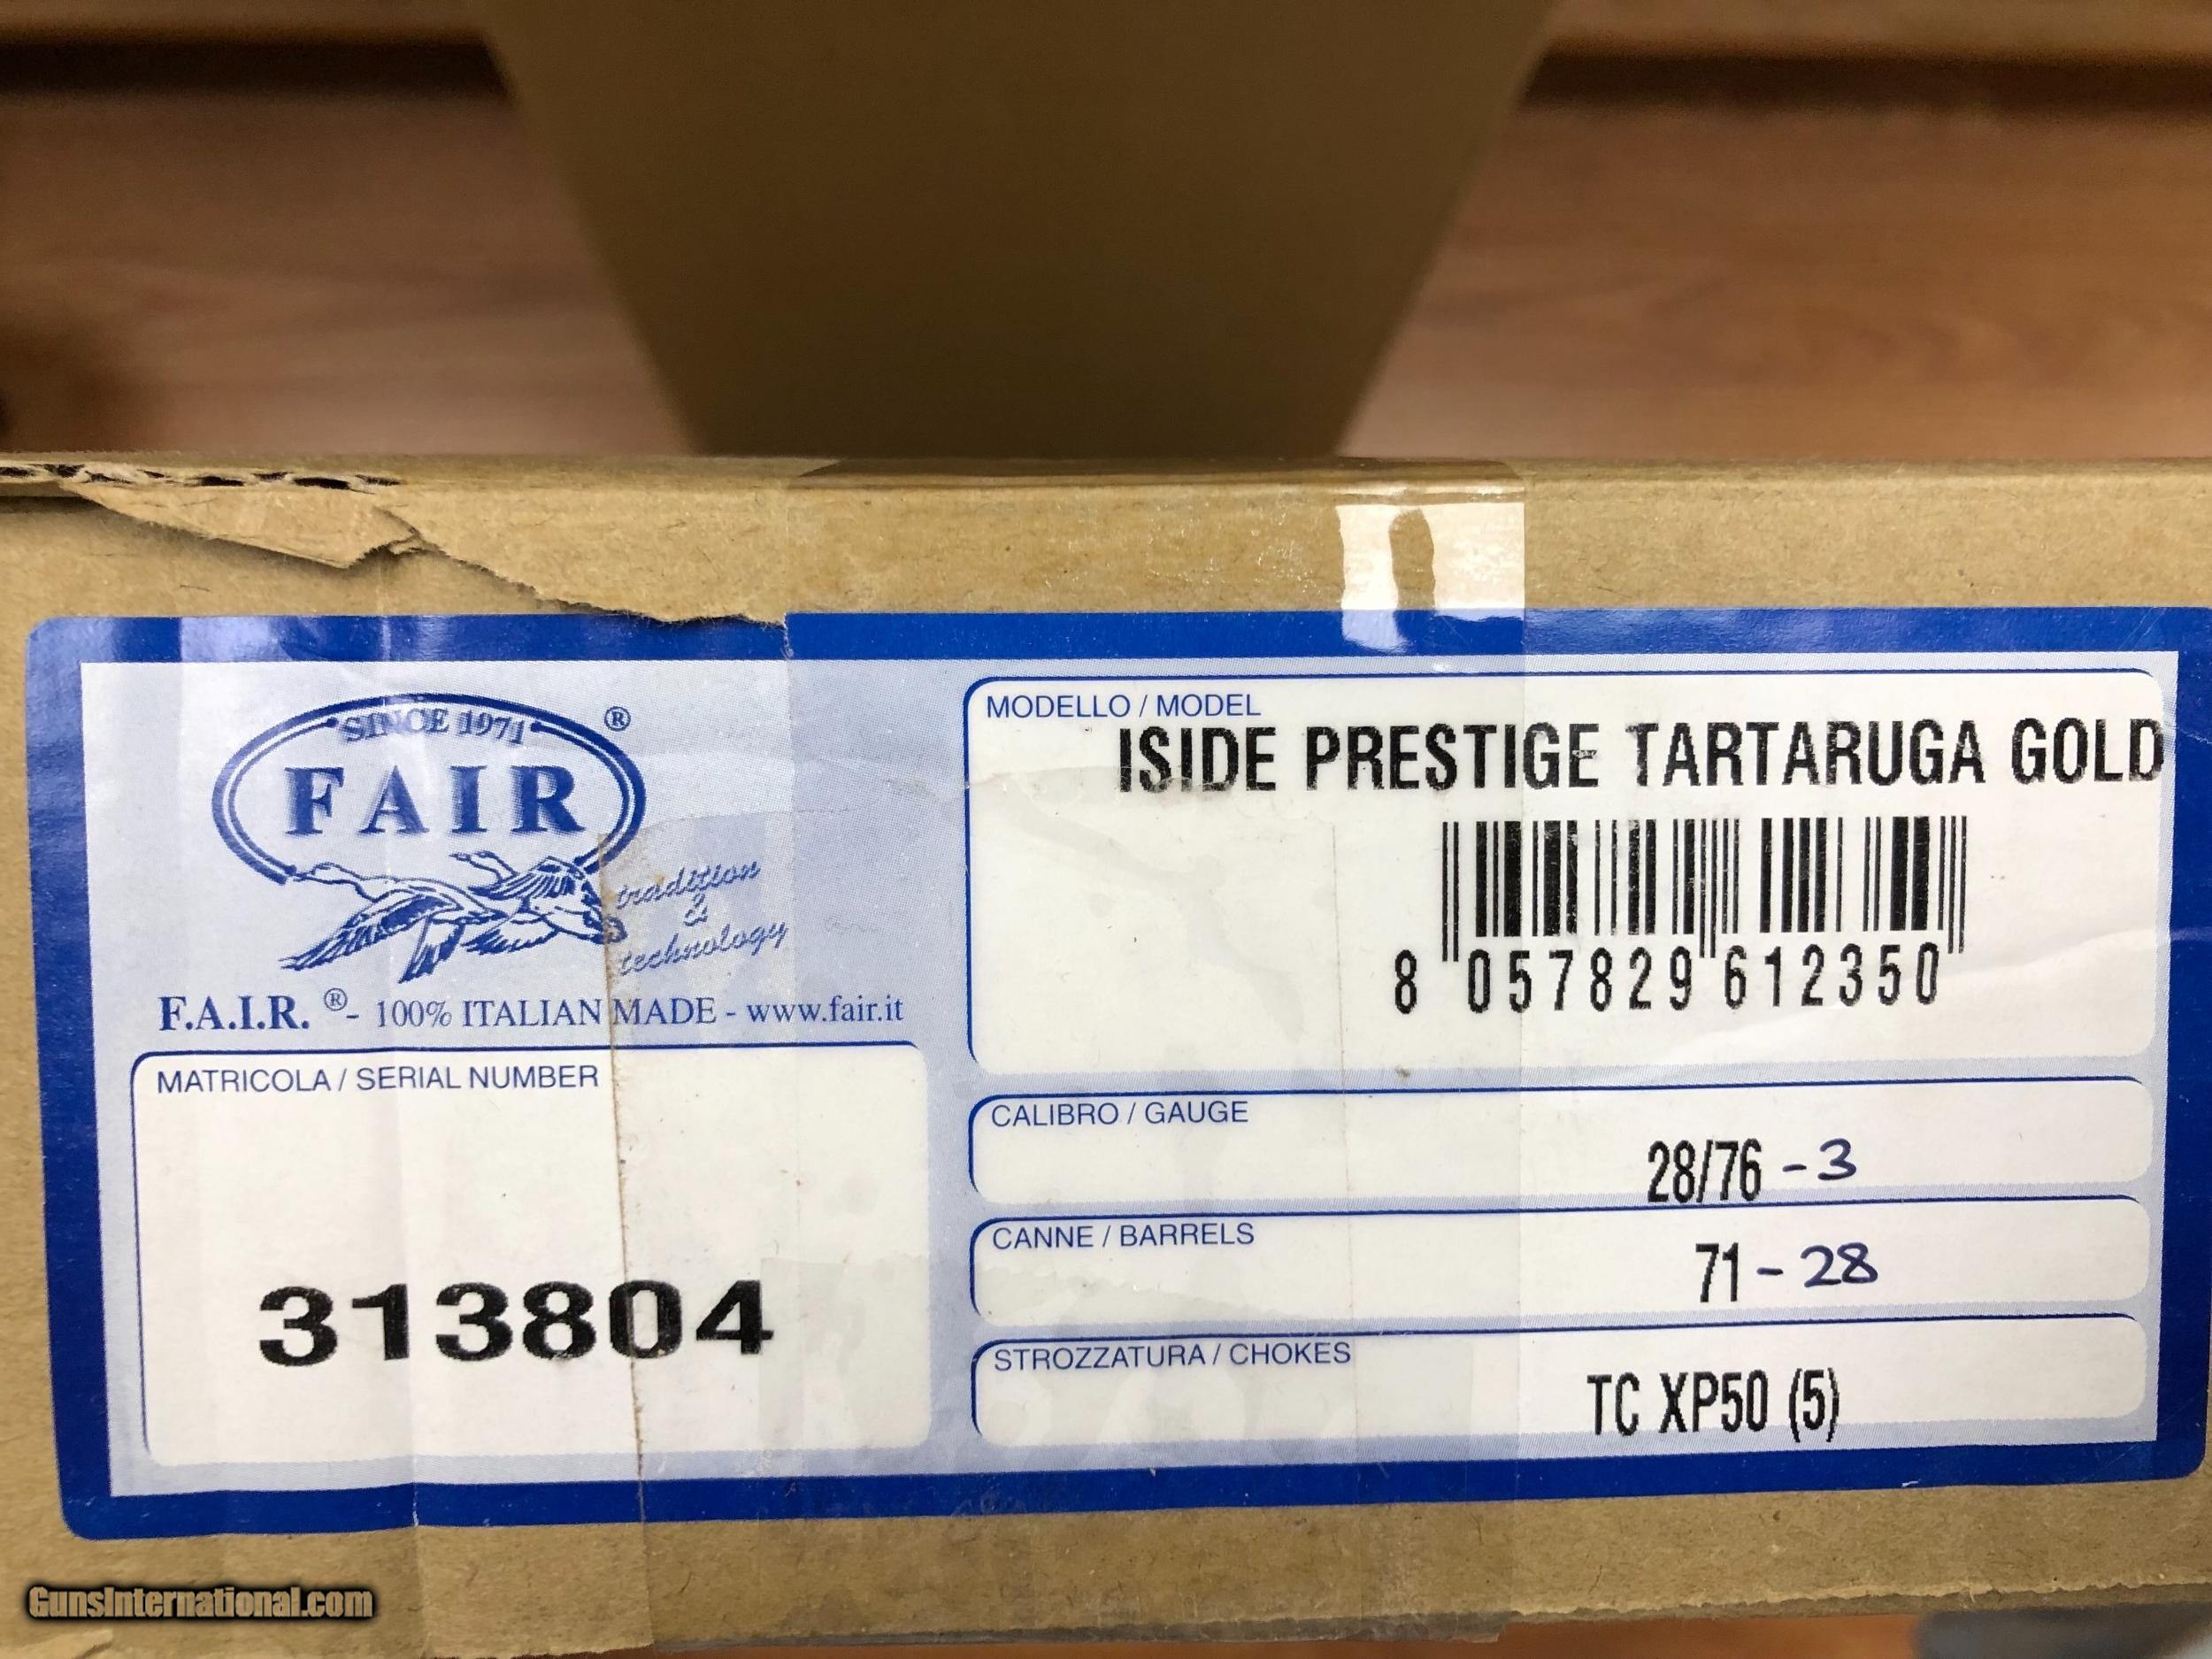 SINCE 1971 ®
FAIR
tradition
&
technology
F.A.I.R. ® - 100% ITALIAN MADE - www.fair.it
MATRICOLA / SERIAL NUMBER
313804
MODELLO / MODEL
ISIDE PRESTIGE TARTARUGA GOLD
8 057829 612350
CALIBRO / GAUGE
28/76 - 3
CANNE / BARRELS
71 - 28
STROZZATURA / CHOKES
TC XP50 (5)
GunsInternational.com